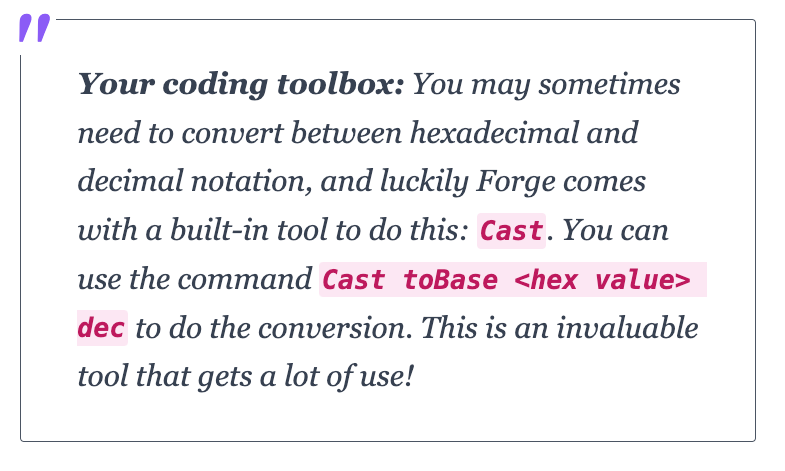 Your coding toolbox: You may sometimes
need to convert between hexadecimal and
decimal notation, and luckily Forge comes
with a built-in tool to do this: Cast. You can
use the command Cast toBase <hex value>
dec to do the conversion. This is an invaluable
tool that gets a lot of use!